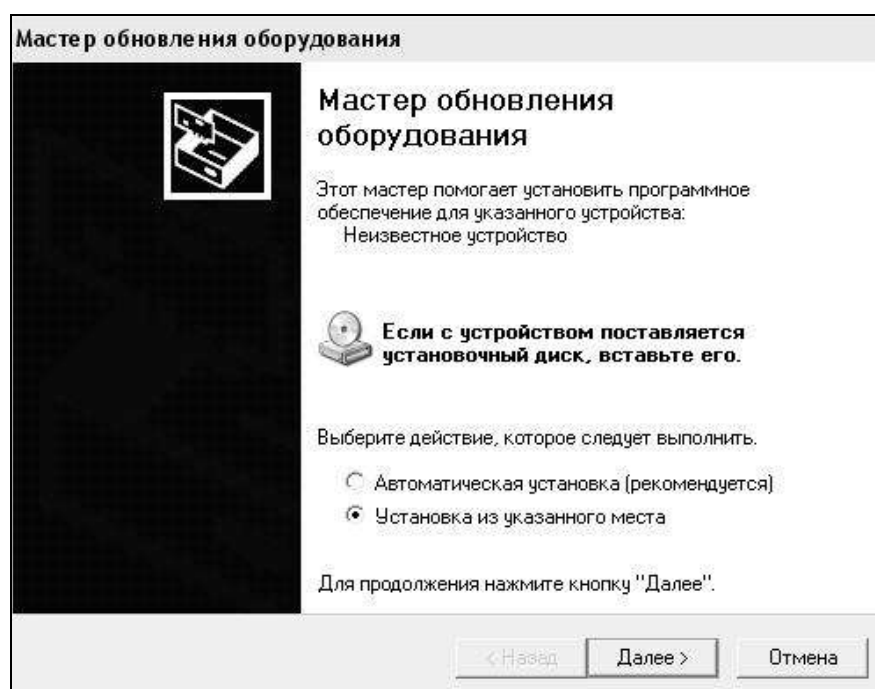 Мастер обновления оборудования
Мастер обновления
оборудования
Этот мастер помогает установить программное
обеспечение для указанного устройства:
Неизвестное устройство
Если с устройством поставляется
установочный диск, вставьте его.
Выберите действие, которое следует выполнить.
Автоматическая установка (рекомендуется)
Установка из указанного места
Для продолжения нажмите кнопку "Далее".
< Назад Далее > Отмена